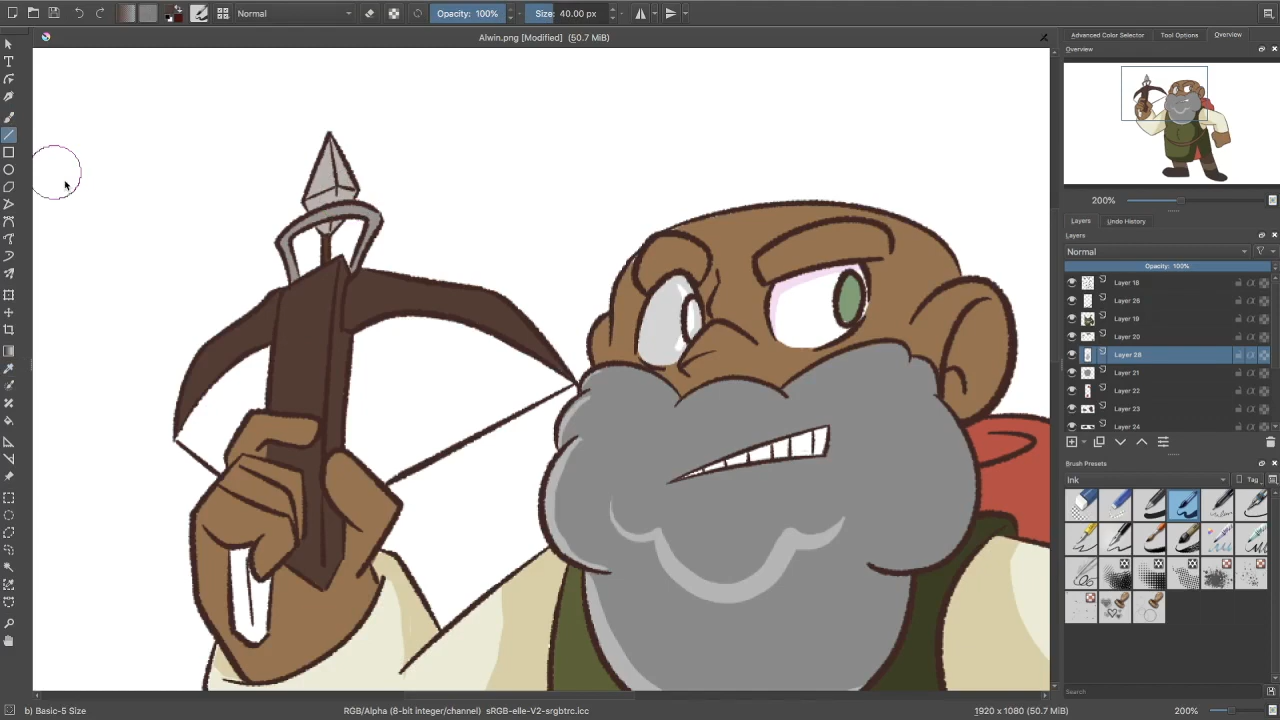 Normal
Opacity: 100%
Size: 40.00 px
Alwin.png [Modified] (50.7 MiB)
Advanced Color Selector
Tool Options
Overview
Overview
200%
Layers
Undo History
Layers
Normal
Opacity: 100%
Layer 18
Layer 26
Layer 19
Layer 20
Layer 28
Layer 21
Layer 22
Layer 23
Layer 24
Brush Presets
Ink
Tag
Search
b) Basic-5 Size
RGB/Alpha (8-bit integer/channel) sRGB-elle-V2-srgbtrc.icc
1920 x 1080 (50.7 MiB)
200%